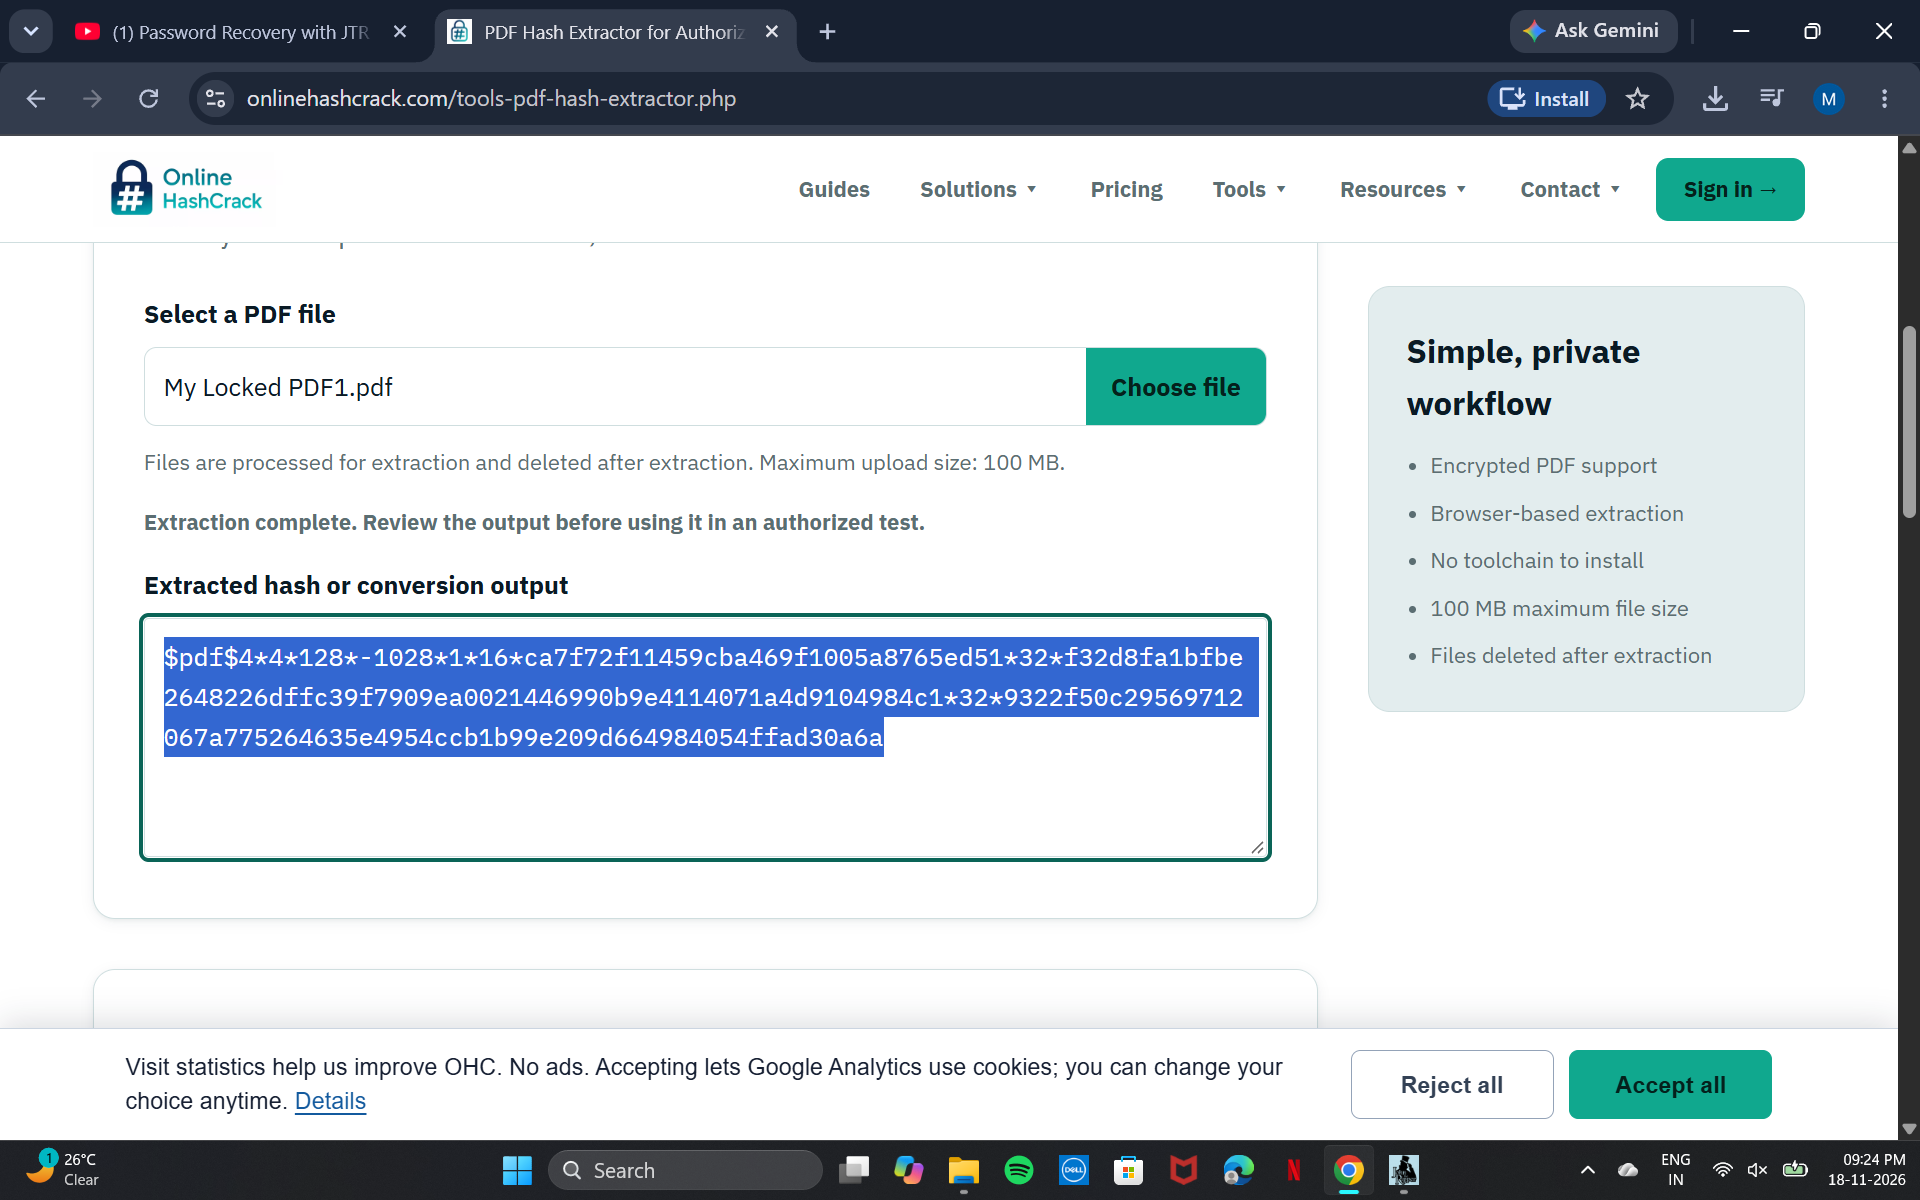 (1) Password Recovery with JTR
PDF Hash Extractor for Authoriz
Ask Gemini
onlinehashcrack.com/tools-pdf-hash-extractor.php
Install
M
#
Online
HashCrack
Guides
Solutions
Pricing
Tools
Resources
Contact
Sign in →
Select a PDF file
My Locked PDF1.pdf
Choose file
Files are processed for extraction and deleted after extraction. Maximum upload size: 100 MB.
Extraction complete. Review the output before using it in an authorized test.
Extracted hash or conversion output
$pdf$4*4*128*-1028*1*16*ca7f72f11459cba469f1005a8765ed51*32*f32d8fa1bfbe
2648226dffc39f7909ea0021446990b9e4114071a4d9104984c1*32*9322f50c29569712
067a775264635e4954ccb1b99e209d664984054ffad30a6a
Simple, private
workflow
• Encrypted PDF support
• Browser-based extraction
• No toolchain to install
• 100 MB maximum file size
• Files deleted after extraction
Visit statistics help us improve OHC. No ads. Accepting lets Google Analytics use cookies; you can change your
choice anytime. Details
Reject all
Accept all
1
26°C
Clear
Search
DELL
N
ENG
IN
09:24 PM
18-11-2026